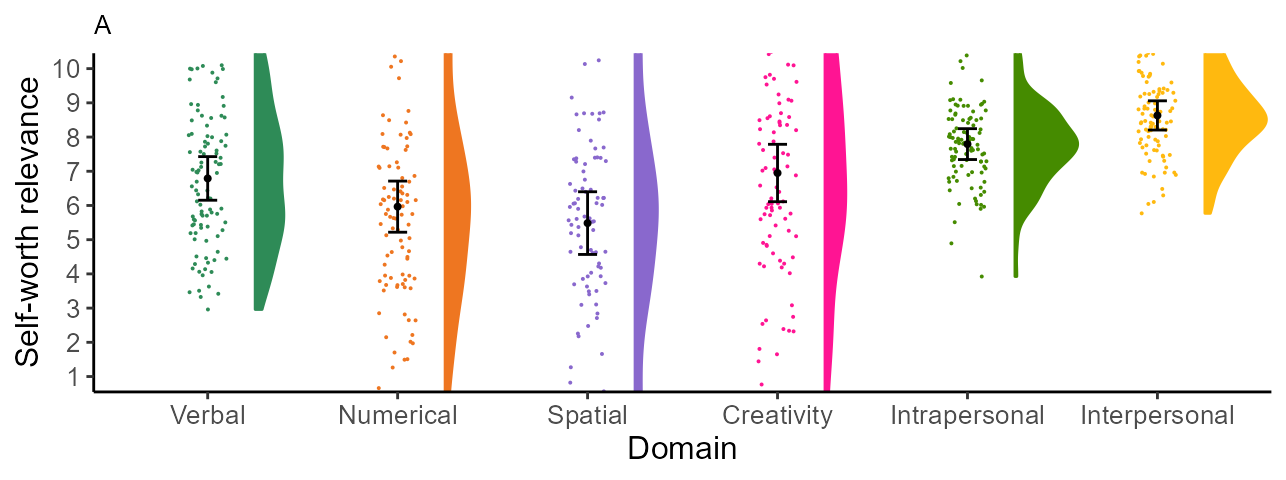 A
Self-worth relevance
10
9
8
7
6
5
4
3
2
1
Verbal Numerical Spatial Creativity Intrapersonal Interpersonal
Domain